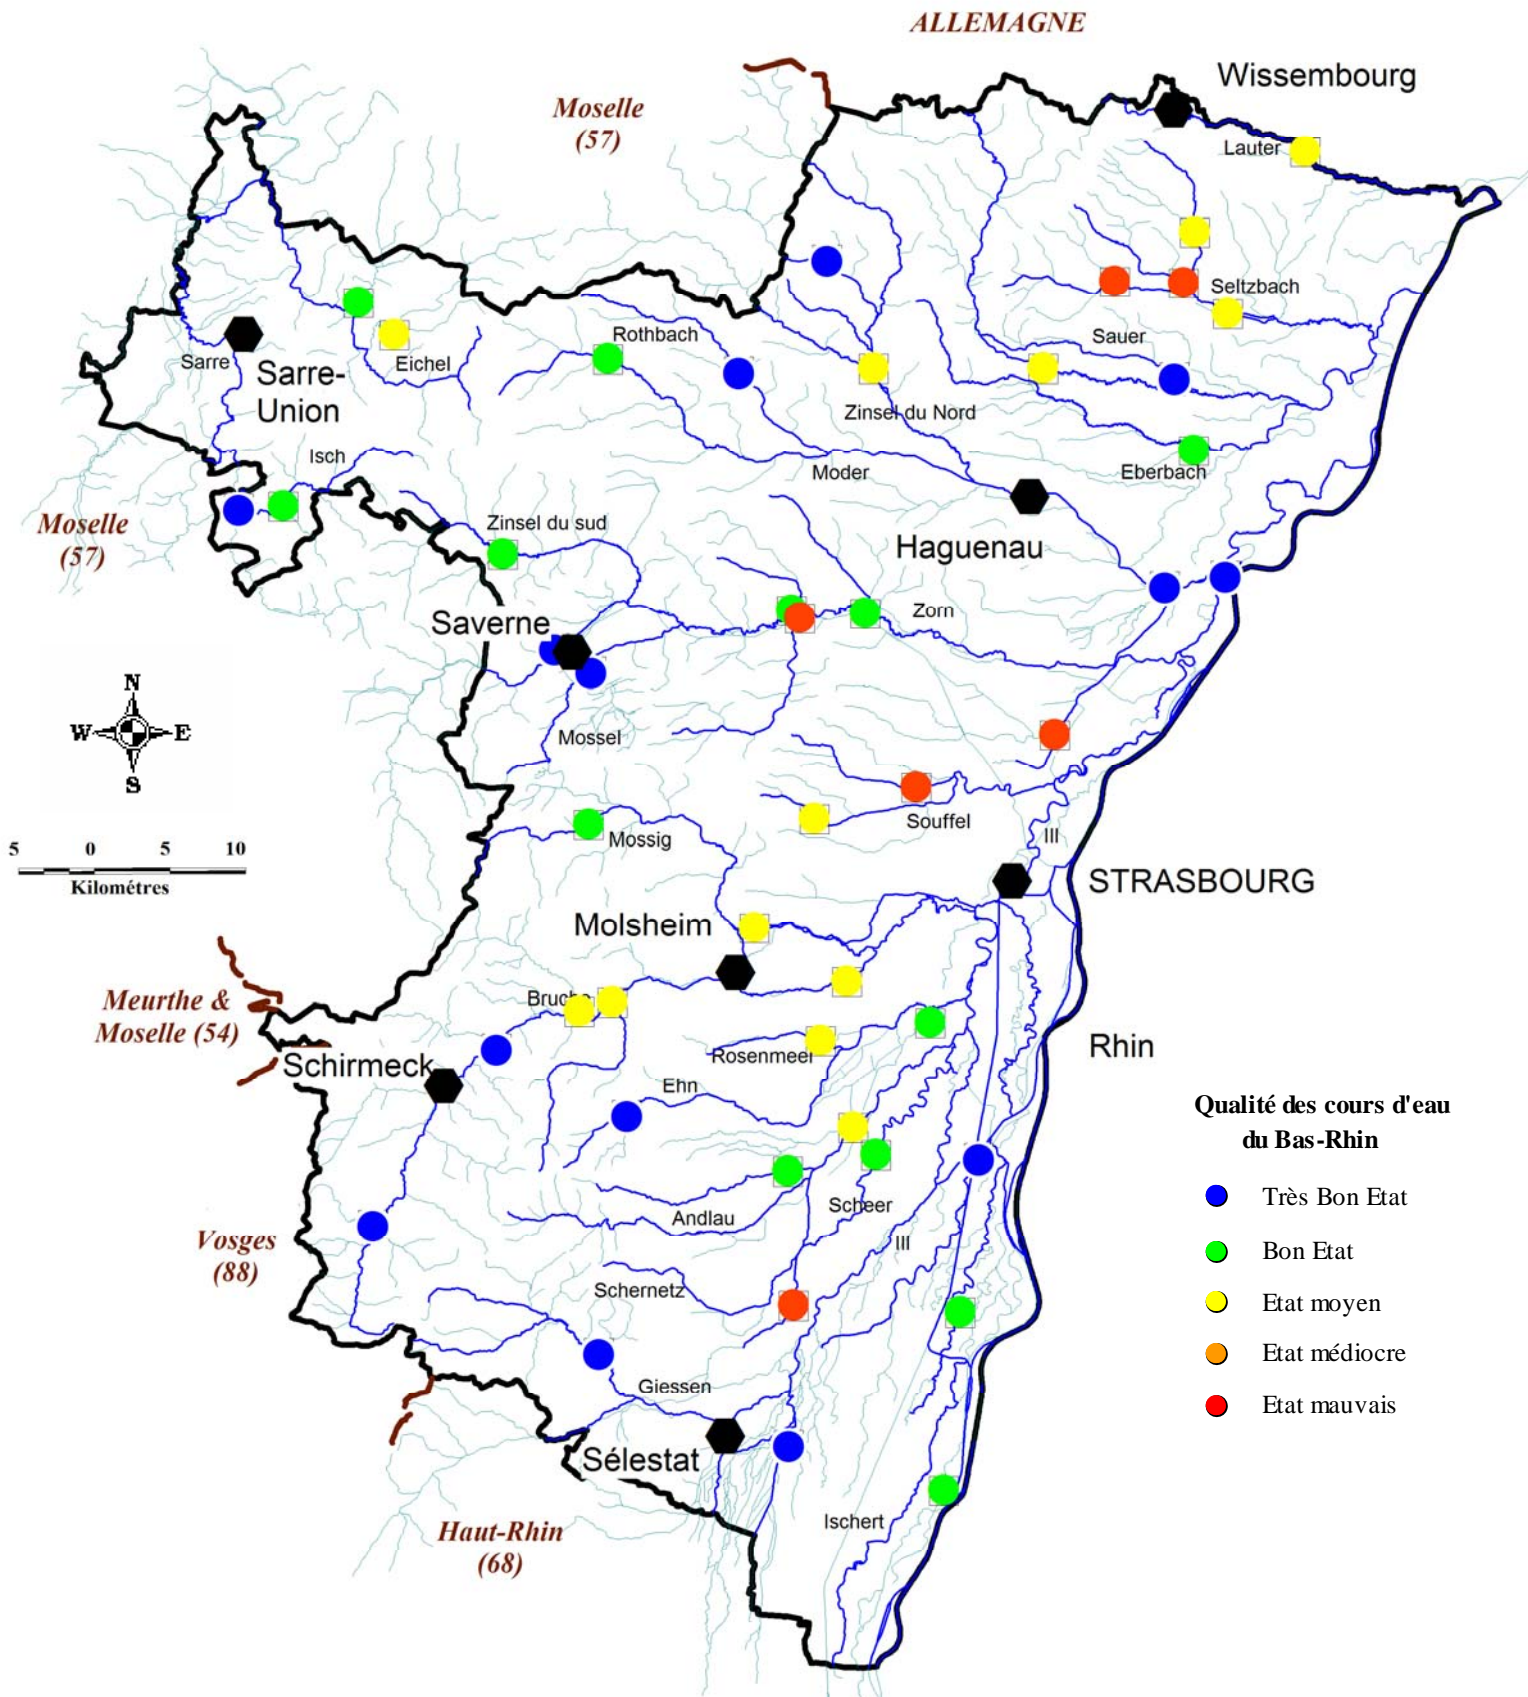 ALLEMAGNE
Wissembourg
Moselle
(57)
Lauter
Seltzbach
Sauer
Rothbach
Sarre
Eichel
Sarre-
Union
Zinsel du Nord
Isch
Moder
Eberbach
Moselle
(57)
Zinsel du sud
Haguenau
Zorn
Saverne
N
W
E
S
Mossel
Souffel
Mossig
Ill
5 0 5 10
Kilométres
STRASBOURG
Molsheim
Meurthe &
Moselle (54)
Bruche
Schirmeck
Rosenmeer
Rhin
Ehn
Qualité des cours d'eau
du Bas-Rhin
Très Bon Etat
Bon Etat
Etat moyen
Etat médiocre
Etat mauvais
Scheer
Andlau
Vosges
(88)
Ill
Schernetz
Giessen
Sélestat
Ischert
Haut-Rhin
(68)